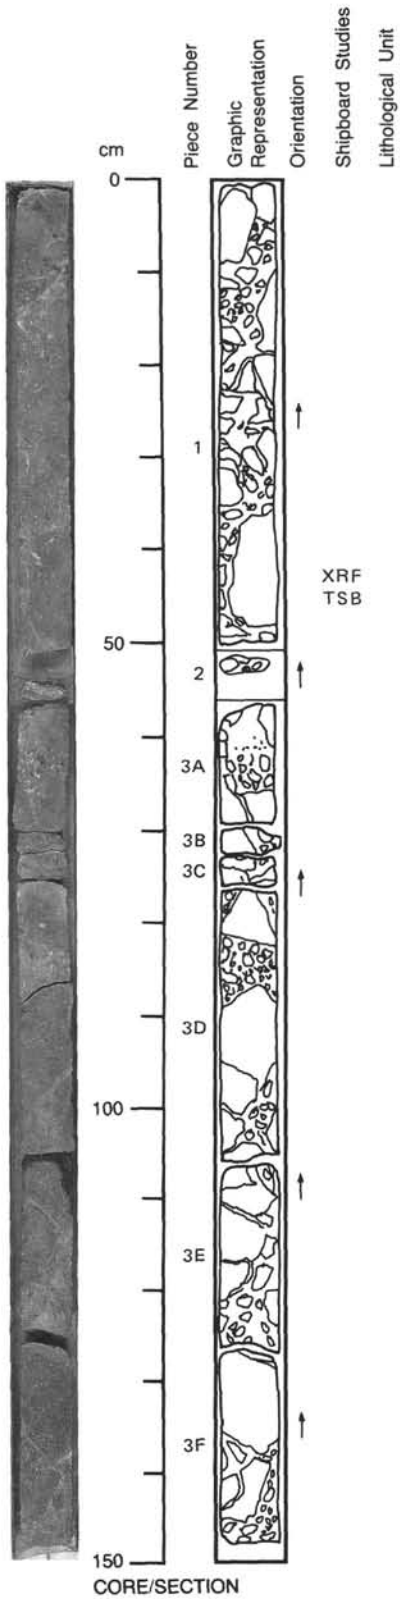 cm
Piece Number
Graphic
Representation
Orientation
Shipboard Studies
Lithological Unit
0
1
XRF
TSB
50
2
3A
3B
3C
3D
100
3E
3F
150
CORE/SECTION